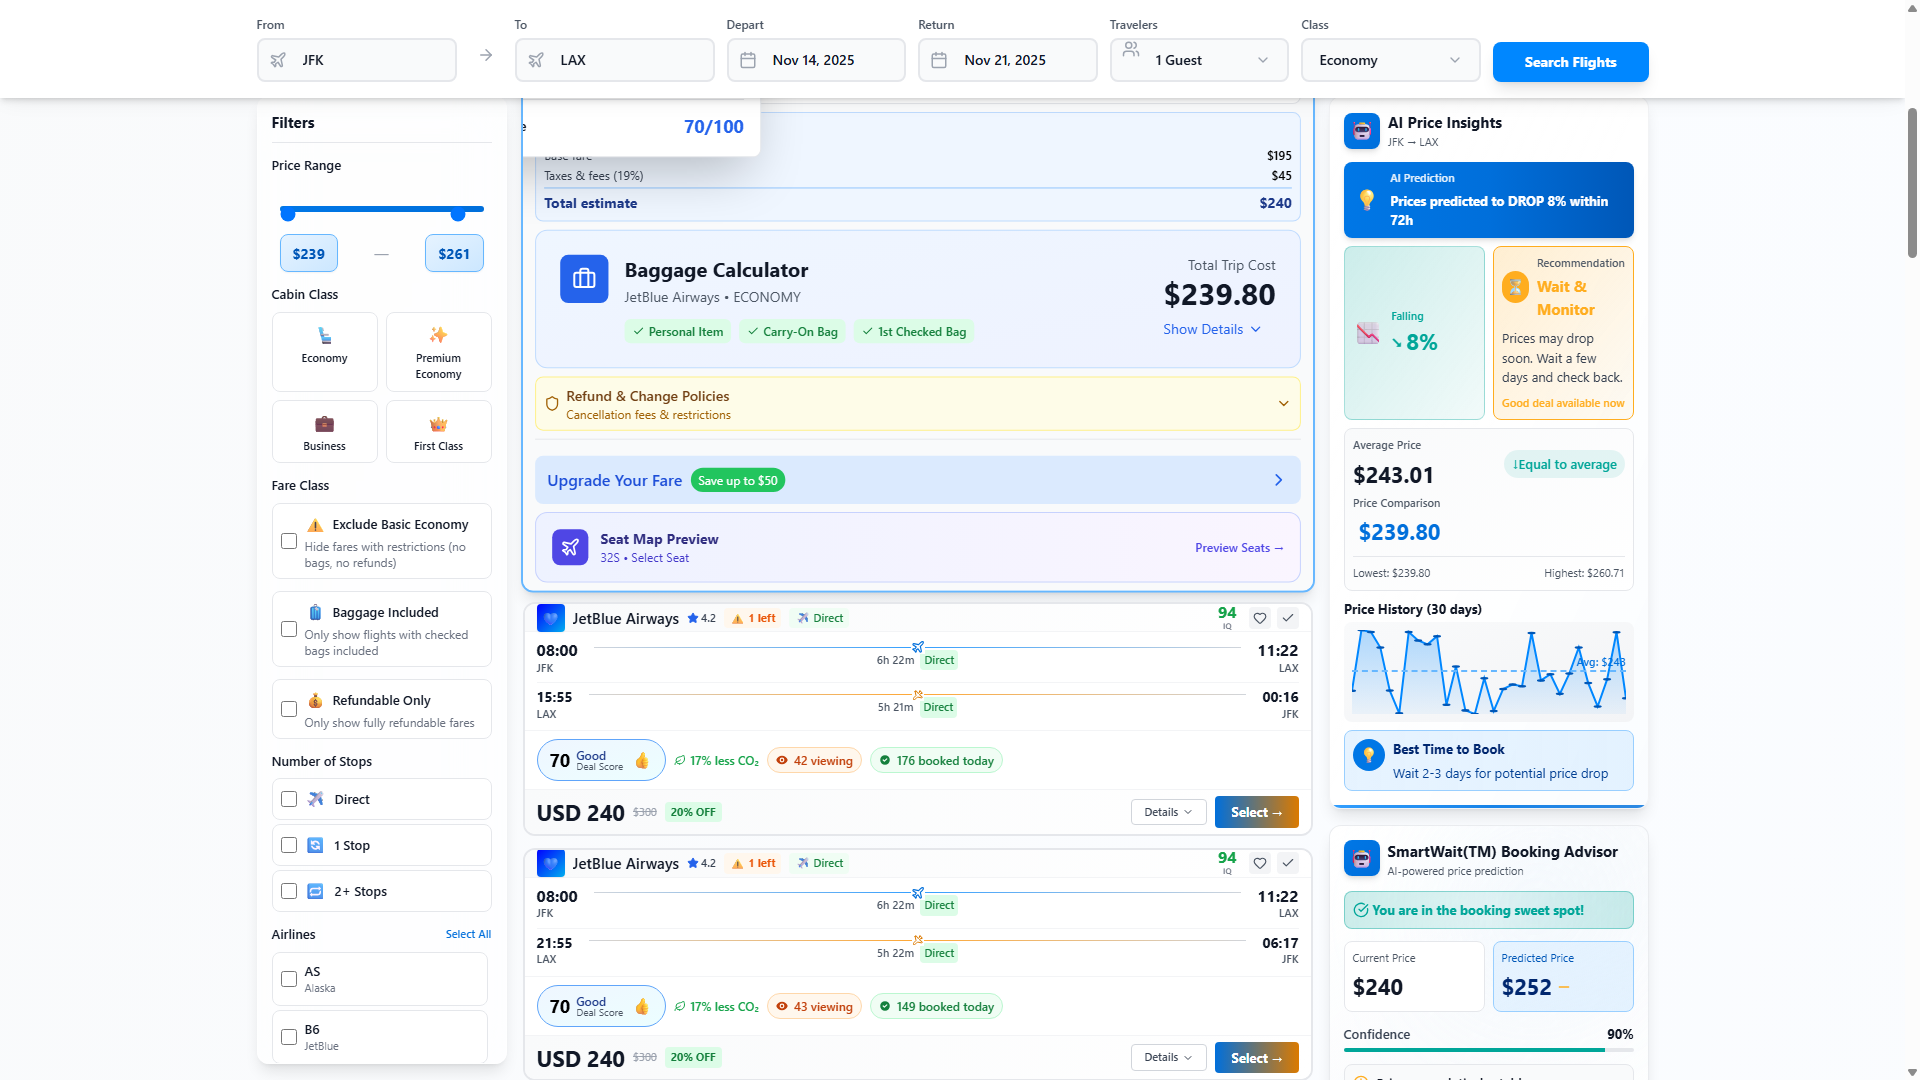 From
JFK
To
LAX
Depart
Nov 14, 2025
Return
Nov 21, 2025
Travelers
1 Guest
Class
Economy
Search Flights
Filters
Price Range
$239
—
$261
Cabin Class
Economy
Premium
Economy
Business
First Class
Fare Class
Exclude Basic Economy
Hide fares with restrictions (no
bags, no refunds)
Baggage Included
Only show flights with checked
bags included
Refundable Only
Only show fully refundable fares
Number of Stops
Direct
1 Stop
2+ Stops
Airlines
Select All
AS
Alaska
B6
JetBlue
70/100
$195
Taxes & fees (19%)
$45
Total estimate
$240
Baggage Calculator
JetBlue Airways • ECONOMY
Personal Item
Carry-On Bag
1st Checked Bag
Total Trip Cost
$239.80
Show Details
Refund & Change Policies
Cancellation fees & restrictions
Upgrade Your Fare
Save up to $50
Seat Map Preview
32S • Select Seat
Preview Seats →
JetBlue Airways
4.2
1 left
Direct
94
IQ
08:00
JFK
6h 22m
Direct
11:22
LAX
15:55
LAX
5h 21m
Direct
00:16
JFK
70
Good
Deal Score
17% less CO₂
42 viewing
176 booked today
USD 240
$300
20% OFF
Details
Select →
JetBlue Airways
4.2
1 left
Direct
94
IQ
08:00
JFK
6h 22m
Direct
11:22
LAX
21:55
LAX
5h 22m
Direct
06:17
JFK
70
Good
Deal Score
17% less CO₂
43 viewing
149 booked today
USD 240
$300
20% OFF
Details
Select →
AI Price Insights
JFK → LAX
AI Prediction
Prices predicted to DROP 8% within
72h
Falling
↘ 8%
Recommendation
Wait &
Monitor
Prices may drop
soon. Wait a few
days and check back.
Good deal available now
Average Price
$243.01
↓Equal to average
Price Comparison
$239.80
Lowest: $239.80
Highest: $260.71
Price History (30 days)
Avg: $243
Best Time to Book
Wait 2-3 days for potential price drop
SmartWait(TM) Booking Advisor
AI-powered price prediction
You are in the booking sweet spot!
Current Price
$240
Predicted Price
$252 −
Confidence
90%